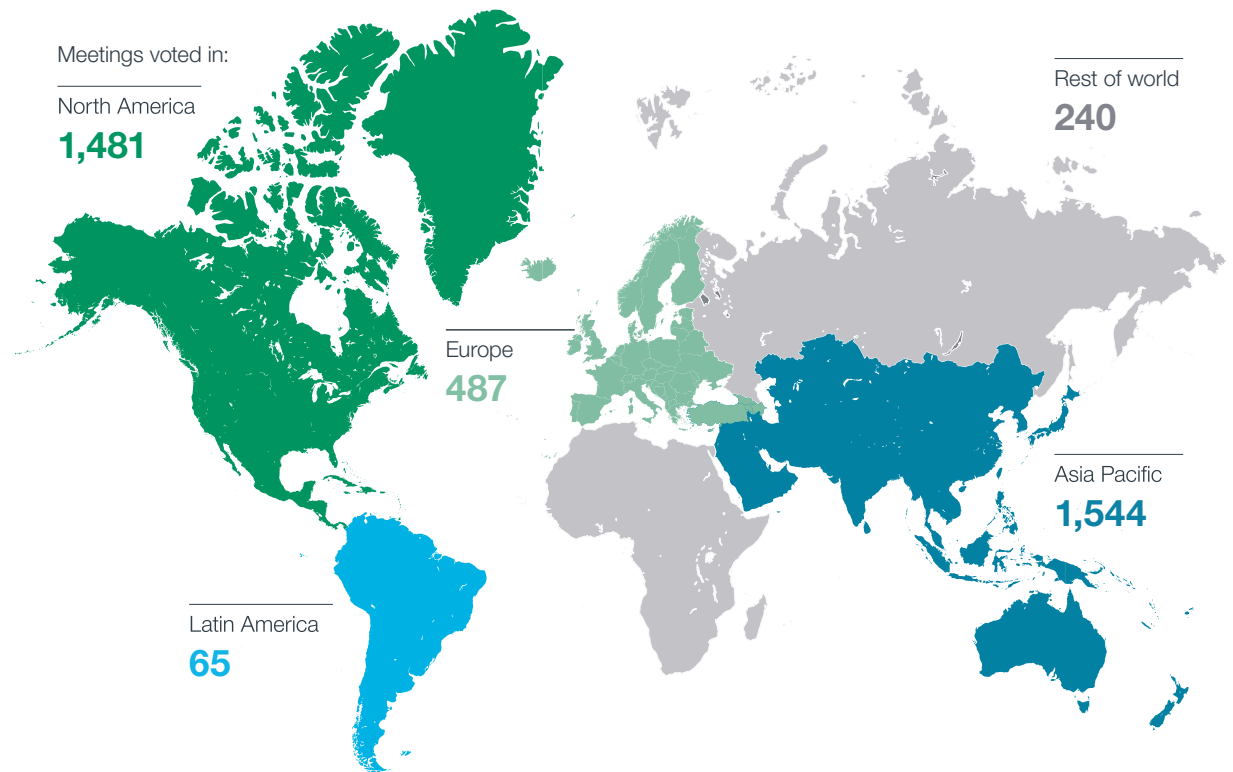 Meetings voted in:
North America
1,481
Rest of world
240
Europe
487
Asia Pacific
1,544
Latin America
65